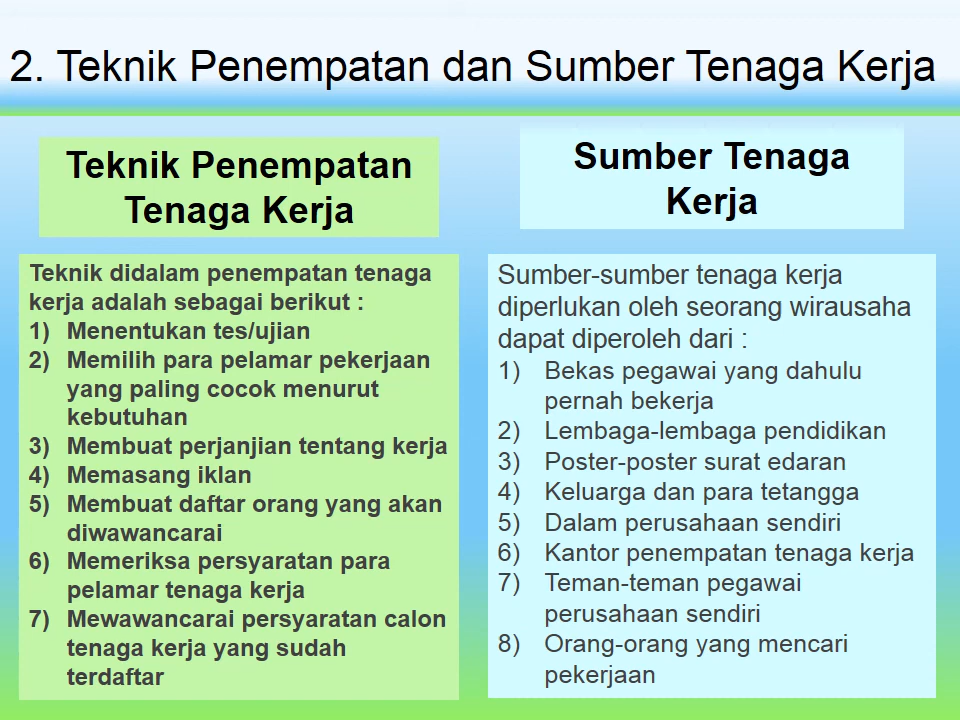 2. Teknik Penempatan dan Sumber Tenaga Kerja
Teknik Penempatan
Tenaga Kerja
Teknik didalam penempatan tenaga
kerja adalah sebagai berikut :
1) Menentukan tes/ujian
2) Memilih para pelamar pekerjaan
yang paling cocok menurut
kebutuhan
3) Membuat perjanjian tentang kerja
4) Memasang iklan
5) Membuat daftar orang yang akan
diwawancarai
6) Memeriksa persyaratan para
pelamar tenaga kerja
7) Mewawancarai persyaratan calon
tenaga kerja yang sudah
terdaftar
Sumber Tenaga
Kerja
Sumber-sumber tenaga kerja
diperlukan oleh seorang wirausaha
dapat diperoleh dari :
1) Bekas pegawai yang dahulu
pernah bekerja
2) Lembaga-lembaga pendidikan
3) Poster-poster surat edaran
4) Keluarga dan para tetangga
5) Dalam perusahaan sendiri
6) Kantor penempatan tenaga kerja
7) Teman-teman pegawai
perusahaan sendiri
8) Orang-orang yang mencari
pekerjaan